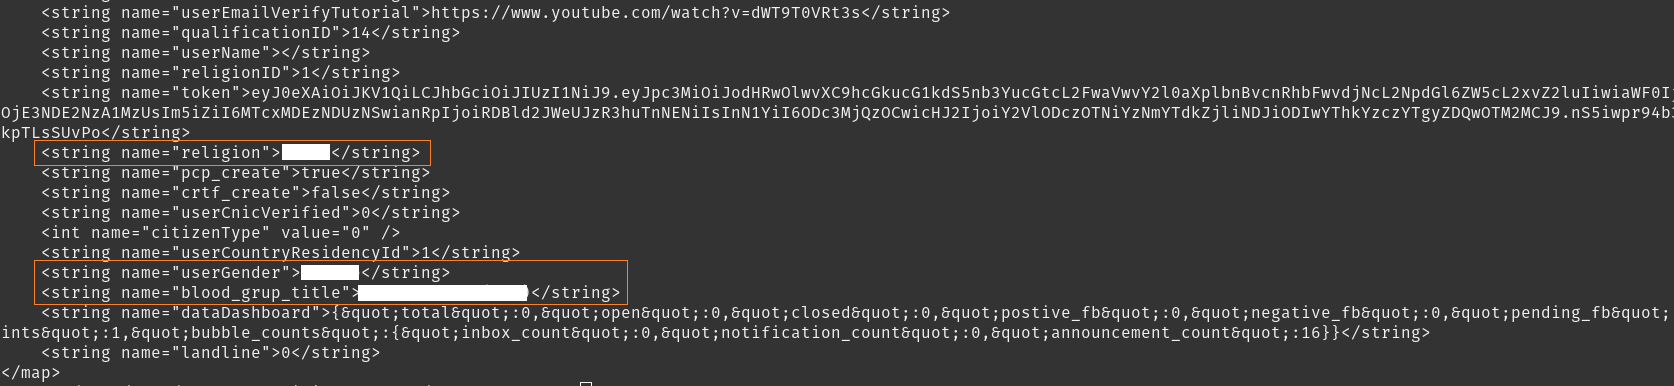 <string name="userEmailVerifyTutorial">https://www.youtube.com/watch?v=dWT9T0VRt3s</string>
<string name="qualificationID">14</string>
<string name="userName"></string>
<string name="religionID">1</string>
<string name="token">eyJ0eXAiOiJKV1QiLCJhbGciOiJIUzI1NiJ9.eyJpc3MiOiJodHRwOlwvXC9hcGkucG1kdS5nb3YucGtcL2FwaVwvY2l0aXplbnBvcnRhbFwvdjNcL2NpdGl6ZW5cL2xvZ2luIiwiaWF0Ij
OjE3NDE2NzA1MzUsIm5iZiI6MTcxMDEzNDUzNSwianRpIjoiRDBld2JWeUJzR3huTnNENiIsInN1YiI6ODc3MjQzOCwicHJ2IjoiY2VlODczOTNiYzNmYTdkZjliNDJiODIwYThkYzczYTgyZDQwOTM2MCJ9.nS5iwpr94b3
kpTLsSUvPo</string>
<string name="religion"></string>
<string name="pcp_create">true</string>
<string name="crtf_create">false</string>
<string name="userCnicVerified">0</string>
<int name="citizenType" value="0" />
<string name="userCountryResidencyId">1</string>
<string name="userGender"></string>
<string name="blood_grup_title">)</string>
<string name="dataDashboard">{&quot;total&quot;:0,&quot;open&quot;:0,&quot;closed&quot;:0,&quot;postive_fb&quot;:0,&quot;negative_fb&quot;:0,&quot;pending_fb&quot;
ints&quot;:1,&quot;bubble_counts&quot;:{&quot;inbox_count&quot;:0,&quot;notification_count&quot;:0,&quot;announcement_count&quot;:16}}</string>
<string name="landline">0</string>
</map>